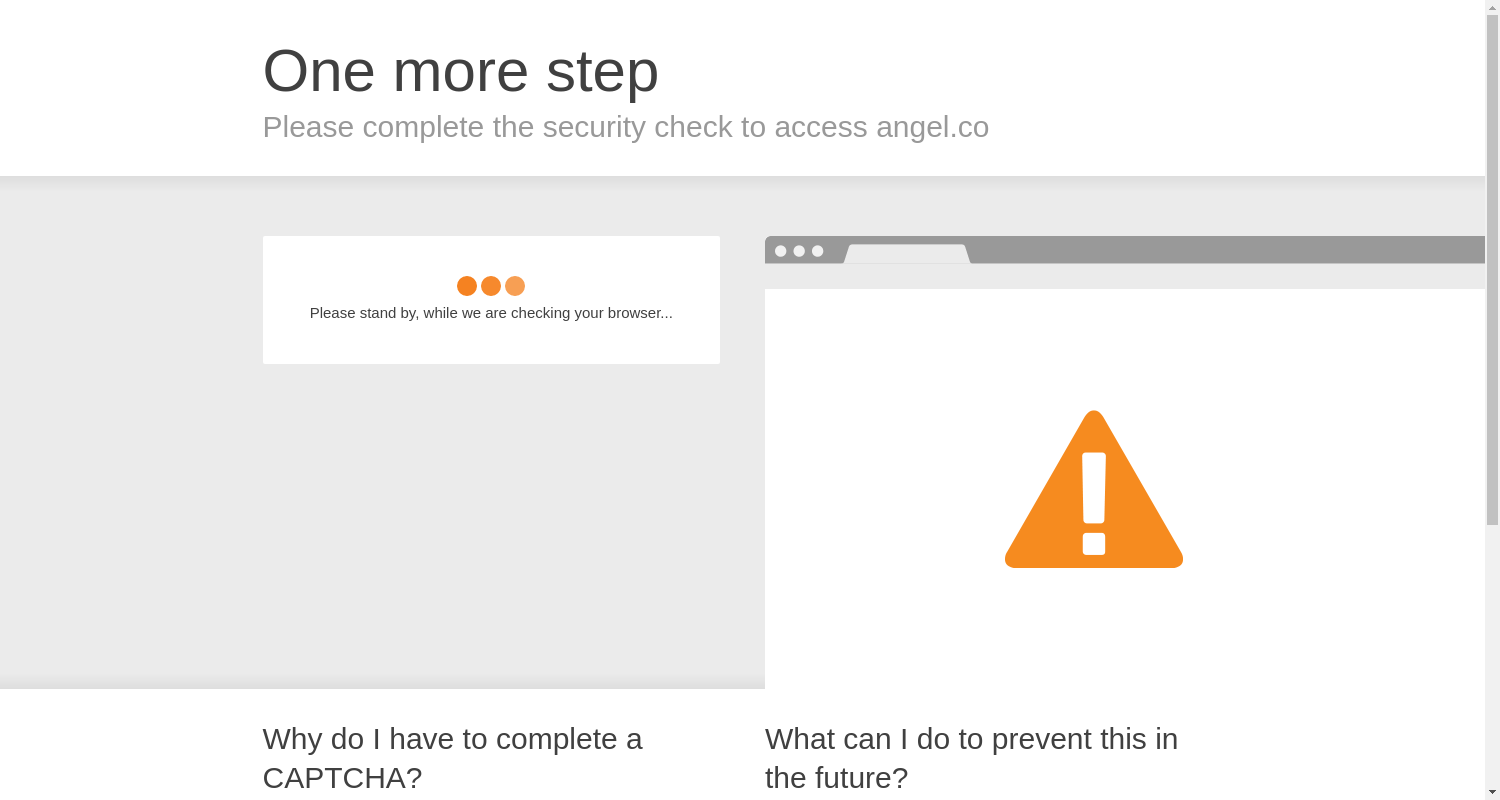 One more step
Please complete the security check to access angel.co
Please stand by, while we are checking your browser...
Why do I have to complete a
CAPTCHA?
What can I do to prevent this in
the future?